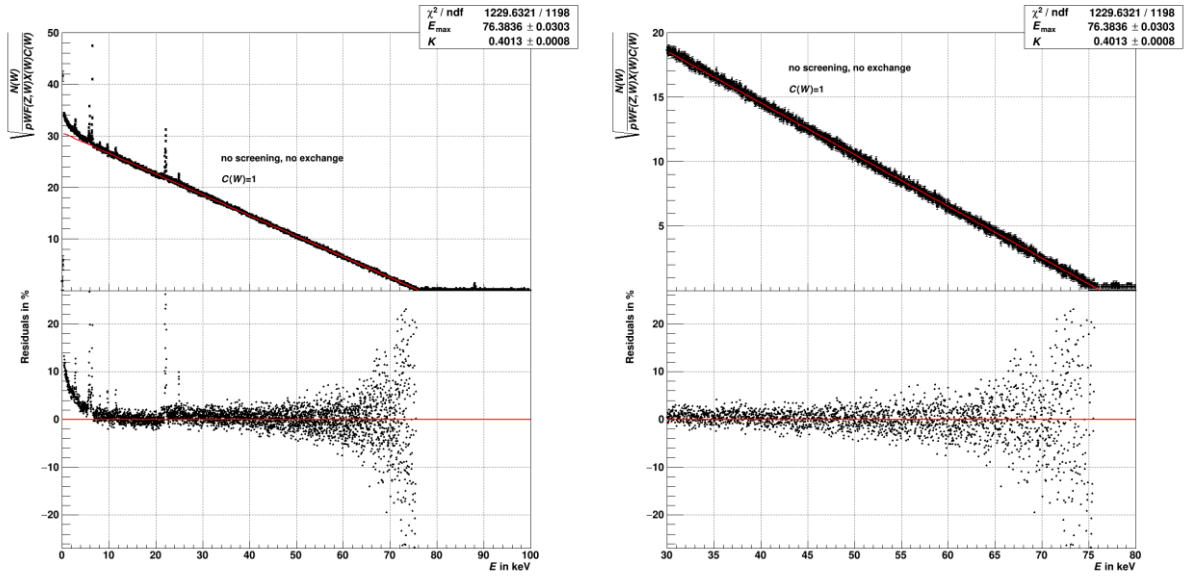 χ² / ndf 1229.6321 / 1198
E_max 76.3836 ± 0.0303
K 0.4013 ± 0.0008
√ N(W)
pWF(Z,W)X(W)C(W)
50
40
30
20
10
no screening, no exchange
C(W)=1
Residuals in %
20
10
0
−10
−20
0 10 20 30 40 50 60 70 80 90 100
E in keV
χ² / ndf 1229.6321 / 1198
E_max 76.3836 ± 0.0303
K 0.4013 ± 0.0008
√ N(W)
pWF(Z,W)X(W)C(W)
20
15
10
5
no screening, no exchange
C(W)=1
Residuals in %
20
10
0
−10
−20
30 35 40 45 50 55 60 65 70 75 80
E in keV